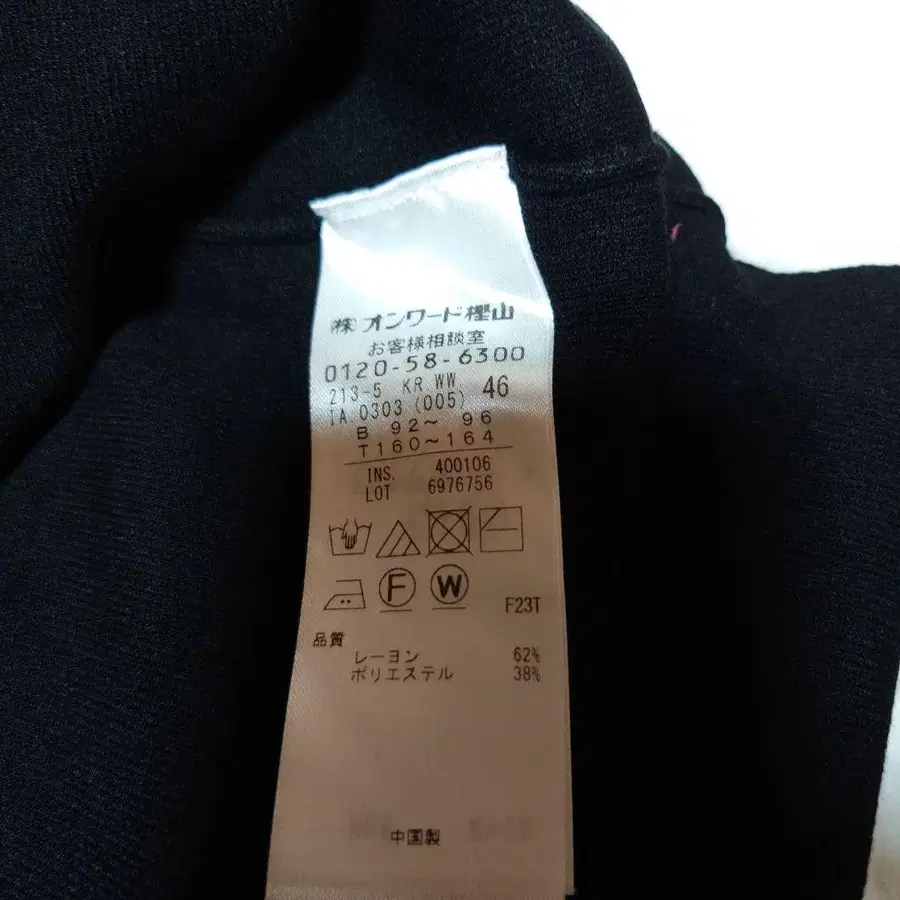 ㈱オンワード樫山
お客様相談室
0120-58-6300
213-5 KR WW 46
IA 0303 (005)
B 92~ 96
T160~164
INS. 400106
LOT 6976756
F W
F23T
品質
レーヨン 62%
ポリエステル 38%
中国製